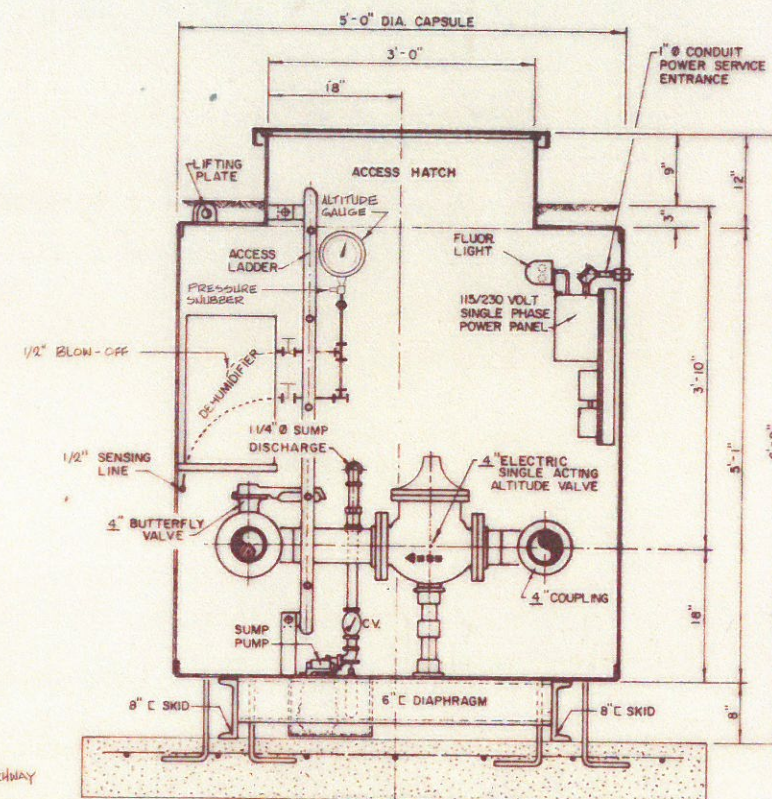 5'-0" DIA. CAPSULE
3'-0"
18"
1" Ø CONDUIT
POWER SERVICE
ENTRANCE
LIFTING
PLATE
ACCESS HATCH
9"
12"
3"
ALTITUDE
GAUGE
ACCESS
LADDER
FLUOR
LIGHT
PRESSURE
SNUBBER
115/230 VOLT
SINGLE PHASE
POWER PANEL
1/2" BLOW-OFF
DEHUMIDIFIER
3'-10"
5'-1"
1 1/4" Ø SUMP
DISCHARGE
1/2" SENSING
LINE
4" ELECTRIC
SINGLE ACTING
ALTITUDE VALVE
4" BUTTERFLY
VALVE
4" COUPLING
18"
C.V.
SUMP
PUMP
8" [ SKID
6" [ DIAPHRAGM
8" [ SKID
8"